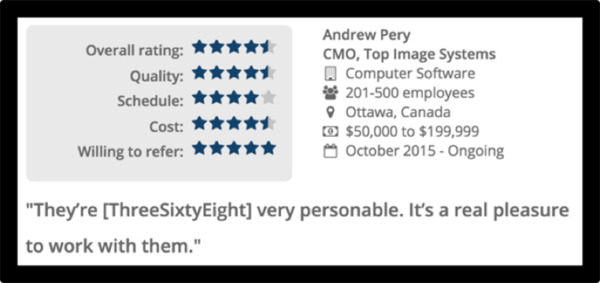 Overall rating:
Quality:
Schedule:
Cost:
Willing to refer:
Andrew Pery
CMO, Top Image Systems
Computer Software
201-500 employees
Ottawa, Canada
$50,000 to $199,999
October 2015 - Ongoing
"They're [ThreeSixtyEight] very personable. It's a real pleasure
to work with them."